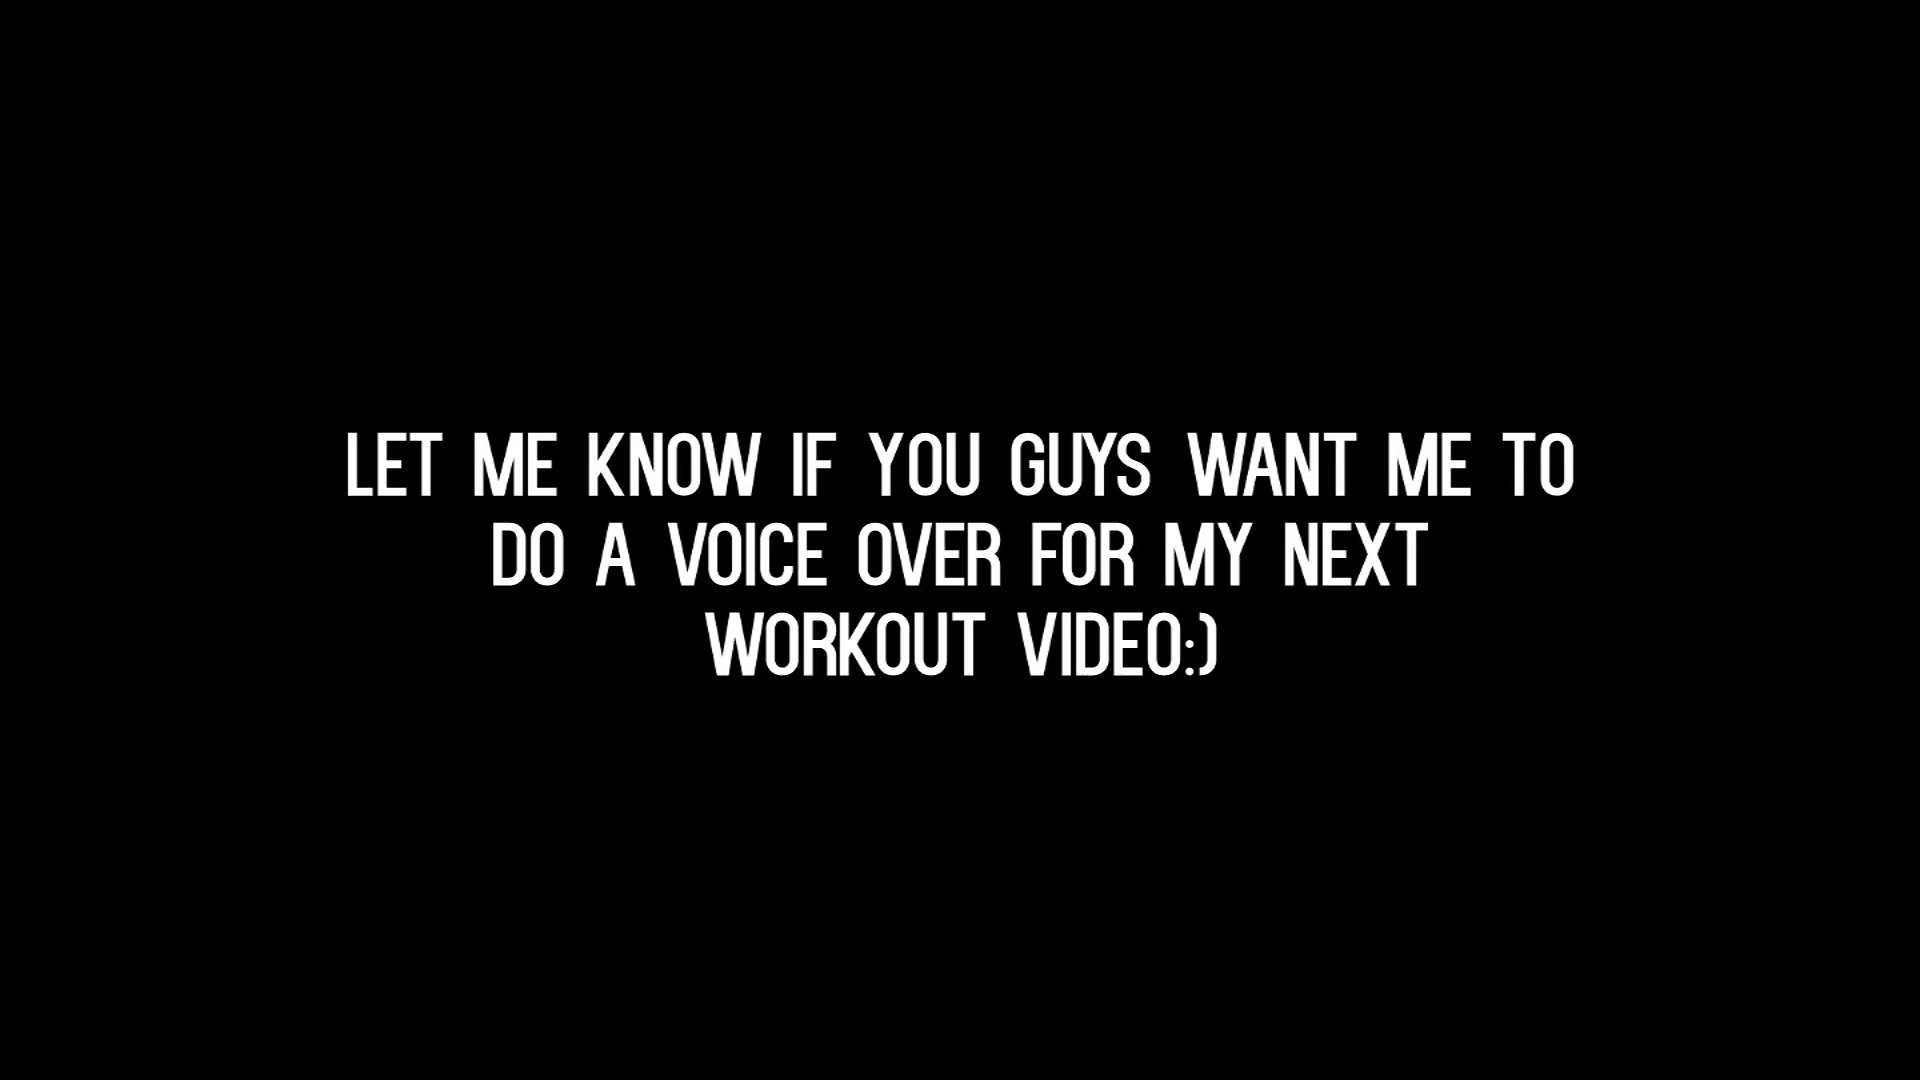 LET ME KNOW IF YOU GUYS WANT ME TO
DO A VOICE OVER FOR MY NEXT
WORKOUT VIDEO:)